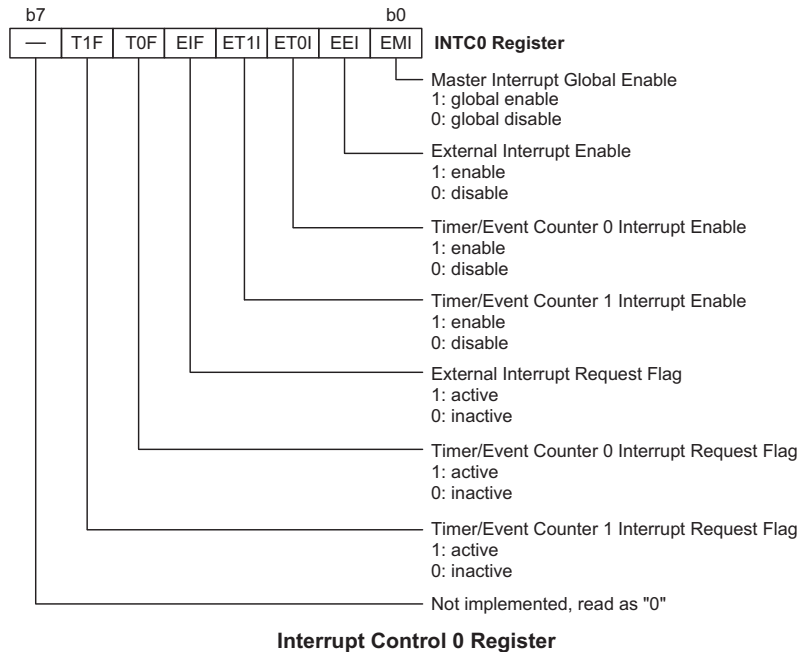 b7 b0
— T1F T0F EIF ET1I ET0I EEI EMI INTC0 Register
Master Interrupt Global Enable
1: global enable
0: global disable
External Interrupt Enable
1: enable
0: disable
Timer/Event Counter 0 Interrupt Enable
1: enable
0: disable
Timer/Event Counter 1 Interrupt Enable
1: enable
0: disable
External Interrupt Request Flag
1: active
0: inactive
Timer/Event Counter 0 Interrupt Request Flag
1: active
0: inactive
Timer/Event Counter 1 Interrupt Request Flag
1: active
0: inactive
Not implemented, read as "0"
Interrupt Control 0 Register